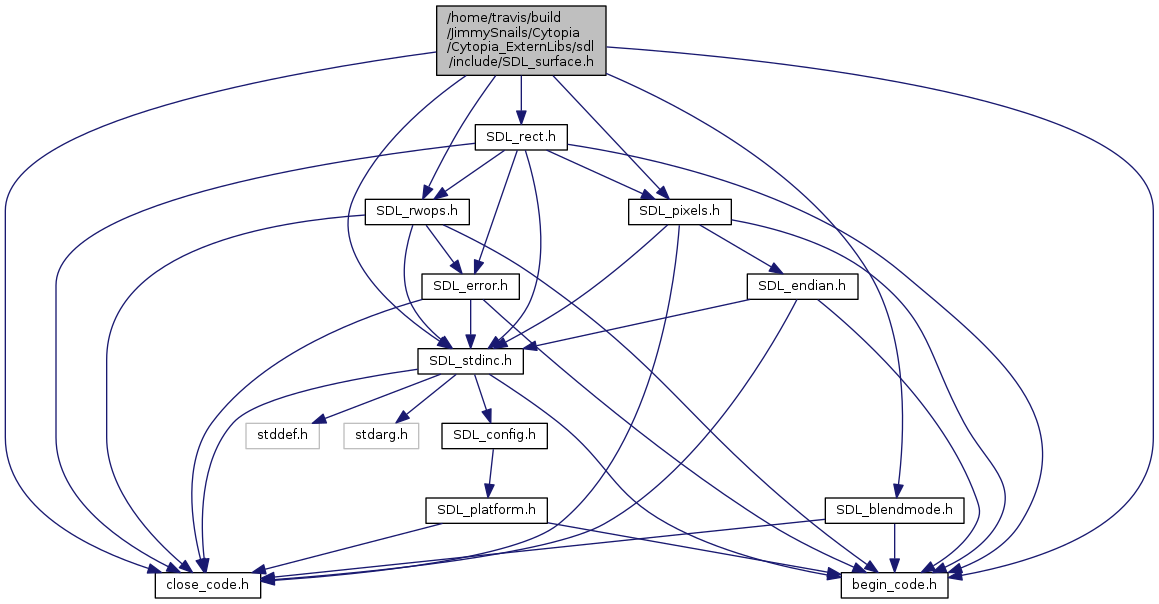 /home/travis/build
/JimmySnails/Cytopia
/Cytopia_ExternLibs/sdl
/include/SDL_surface.h
SDL_rect.h
SDL_rwops.h
SDL_pixels.h
SDL_error.h
SDL_endian.h
SDL_stdinc.h
stddef.h
stdarg.h
SDL_config.h
SDL_platform.h
SDL_blendmode.h
close_code.h
begin_code.h